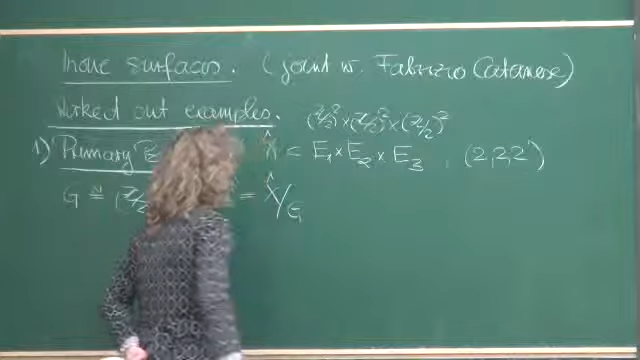 Inoue surfaces. (joint w. Fabrizio Catanese)
Worked out examples.
(Z/2)² × (Z/2)² × (Z/2)²
1) Primary X̂ ⊂ E₁ × E₂ × E₃, (2,2,2)
G ≅ (Z/2 = X̂/G